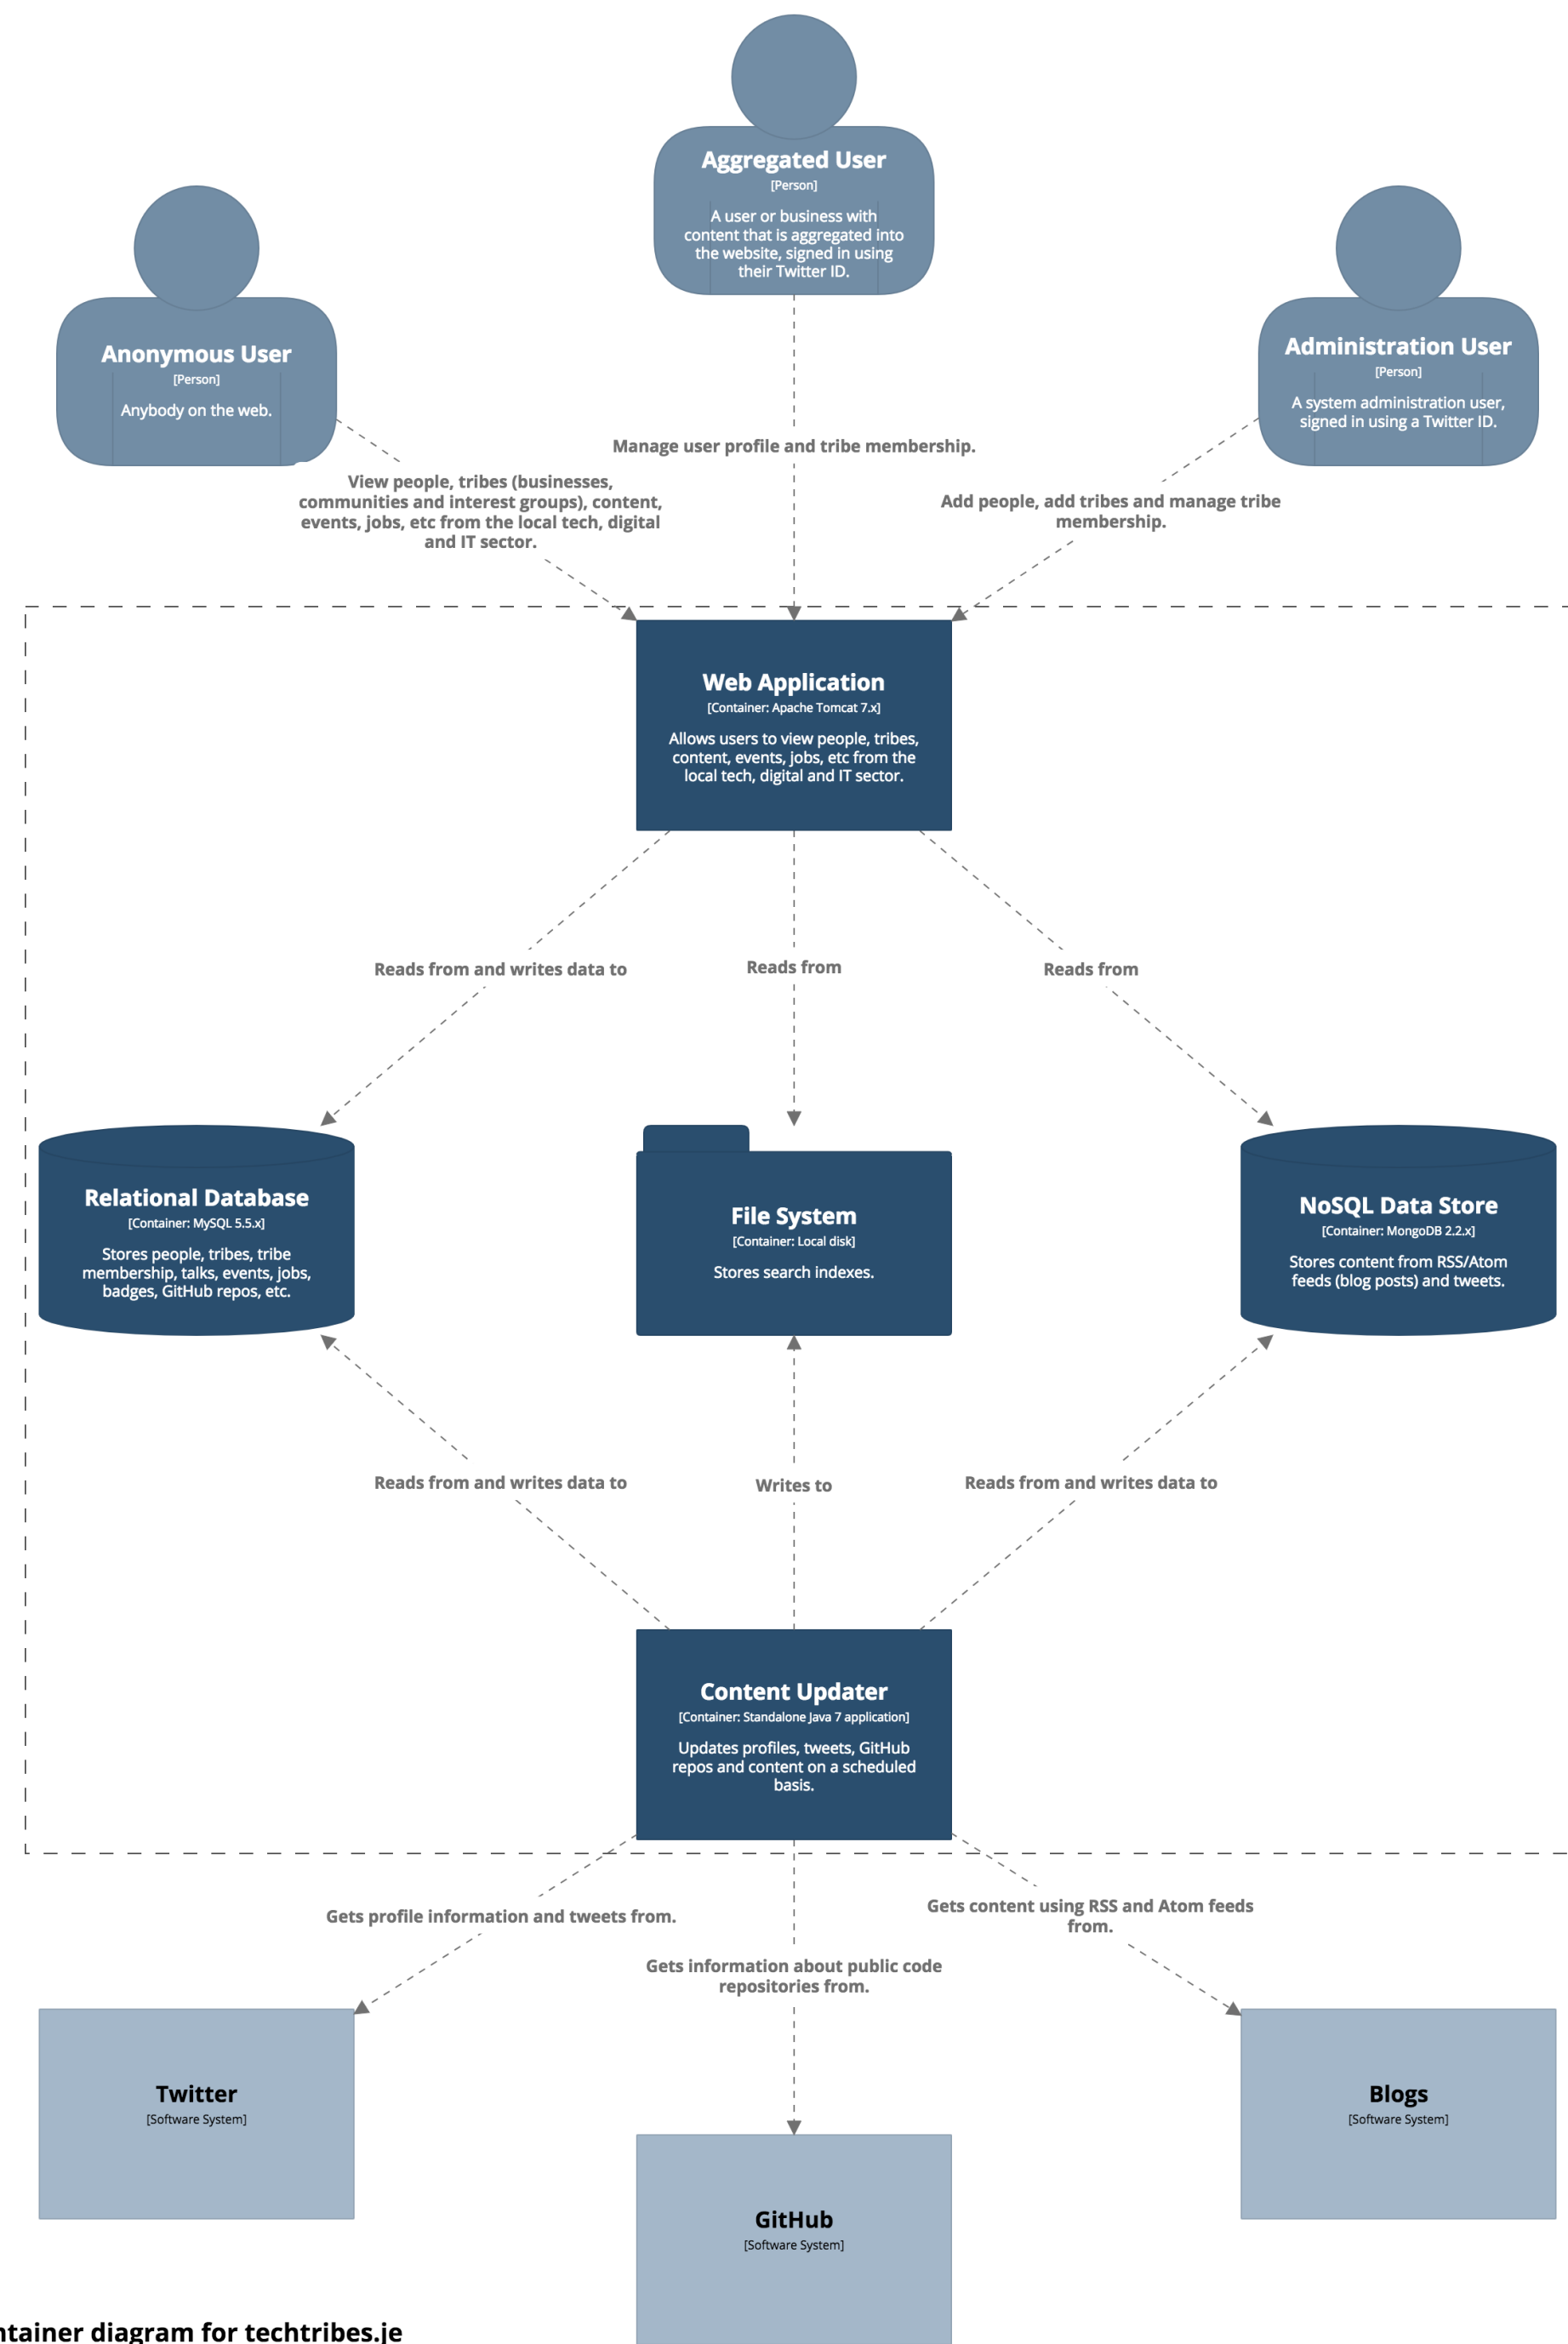 Aggregated User
[Person]
A user or business with
content that is aggregated into
the website, signed in using
their Twitter ID.
Anonymous User
[Person]
Anybody on the web.
Administration User
[Person]
A system administration user,
signed in using a Twitter ID.
Manage user profile and tribe membership.
View people, tribes (businesses,
communities and interest groups), content,
events, jobs, etc from the local tech, digital
and IT sector.
Add people, add tribes and manage tribe
membership.
Web Application
[Container: Apache Tomcat 7.x]
Allows users to view people, tribes,
content, events, jobs, etc from the
local tech, digital and IT sector.
Reads from and writes data to
Reads from
Reads from
Relational Database
[Container: MySQL 5.5.x]
Stores people, tribes, tribe
membership, talks, events, jobs,
badges, GitHub repos, etc.
File System
[Container: Local disk]
Stores search indexes.
NoSQL Data Store
[Container: MongoDB 2.2.x]
Stores content from RSS/Atom
feeds (blog posts) and tweets.
Reads from and writes data to
Writes to
Reads from and writes data to
Content Updater
[Container: Standalone Java 7 application]
Updates profiles, tweets, GitHub
repos and content on a scheduled
basis.
Gets profile information and tweets from.
Gets information about public code
repositories from.
Gets content using RSS and Atom feeds
from.
Twitter
[Software System]
GitHub
[Software System]
Blogs
[Software System]
ntainer diagram for techtribes.je